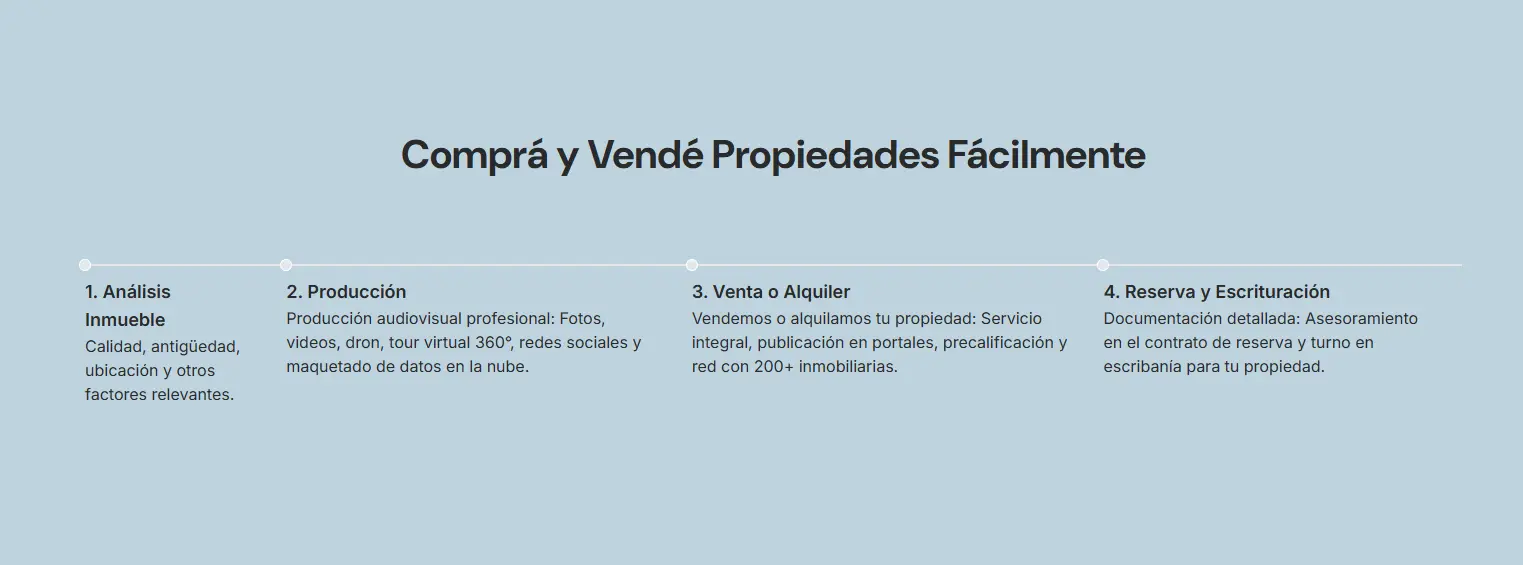 Comprá y Vendé Propiedades Fácilmente
1. Análisis
Inmueble
Calidad, antigüedad,
ubicación y otros
factores relevantes.
2. Producción
Producción audiovisual profesional: Fotos,
videos, dron, tour virtual 360°, redes sociales y
maquetado de datos en la nube.
3. Venta o Alquiler
Vendemos o alquilamos tu propiedad: Servicio
integral, publicación en portales, precalificación y
red con 200+ inmobiliarias.
4. Reserva y Escrituración
Documentación detallada: Asesoramiento
en el contrato de reserva y turno en
escribanía para tu propiedad.